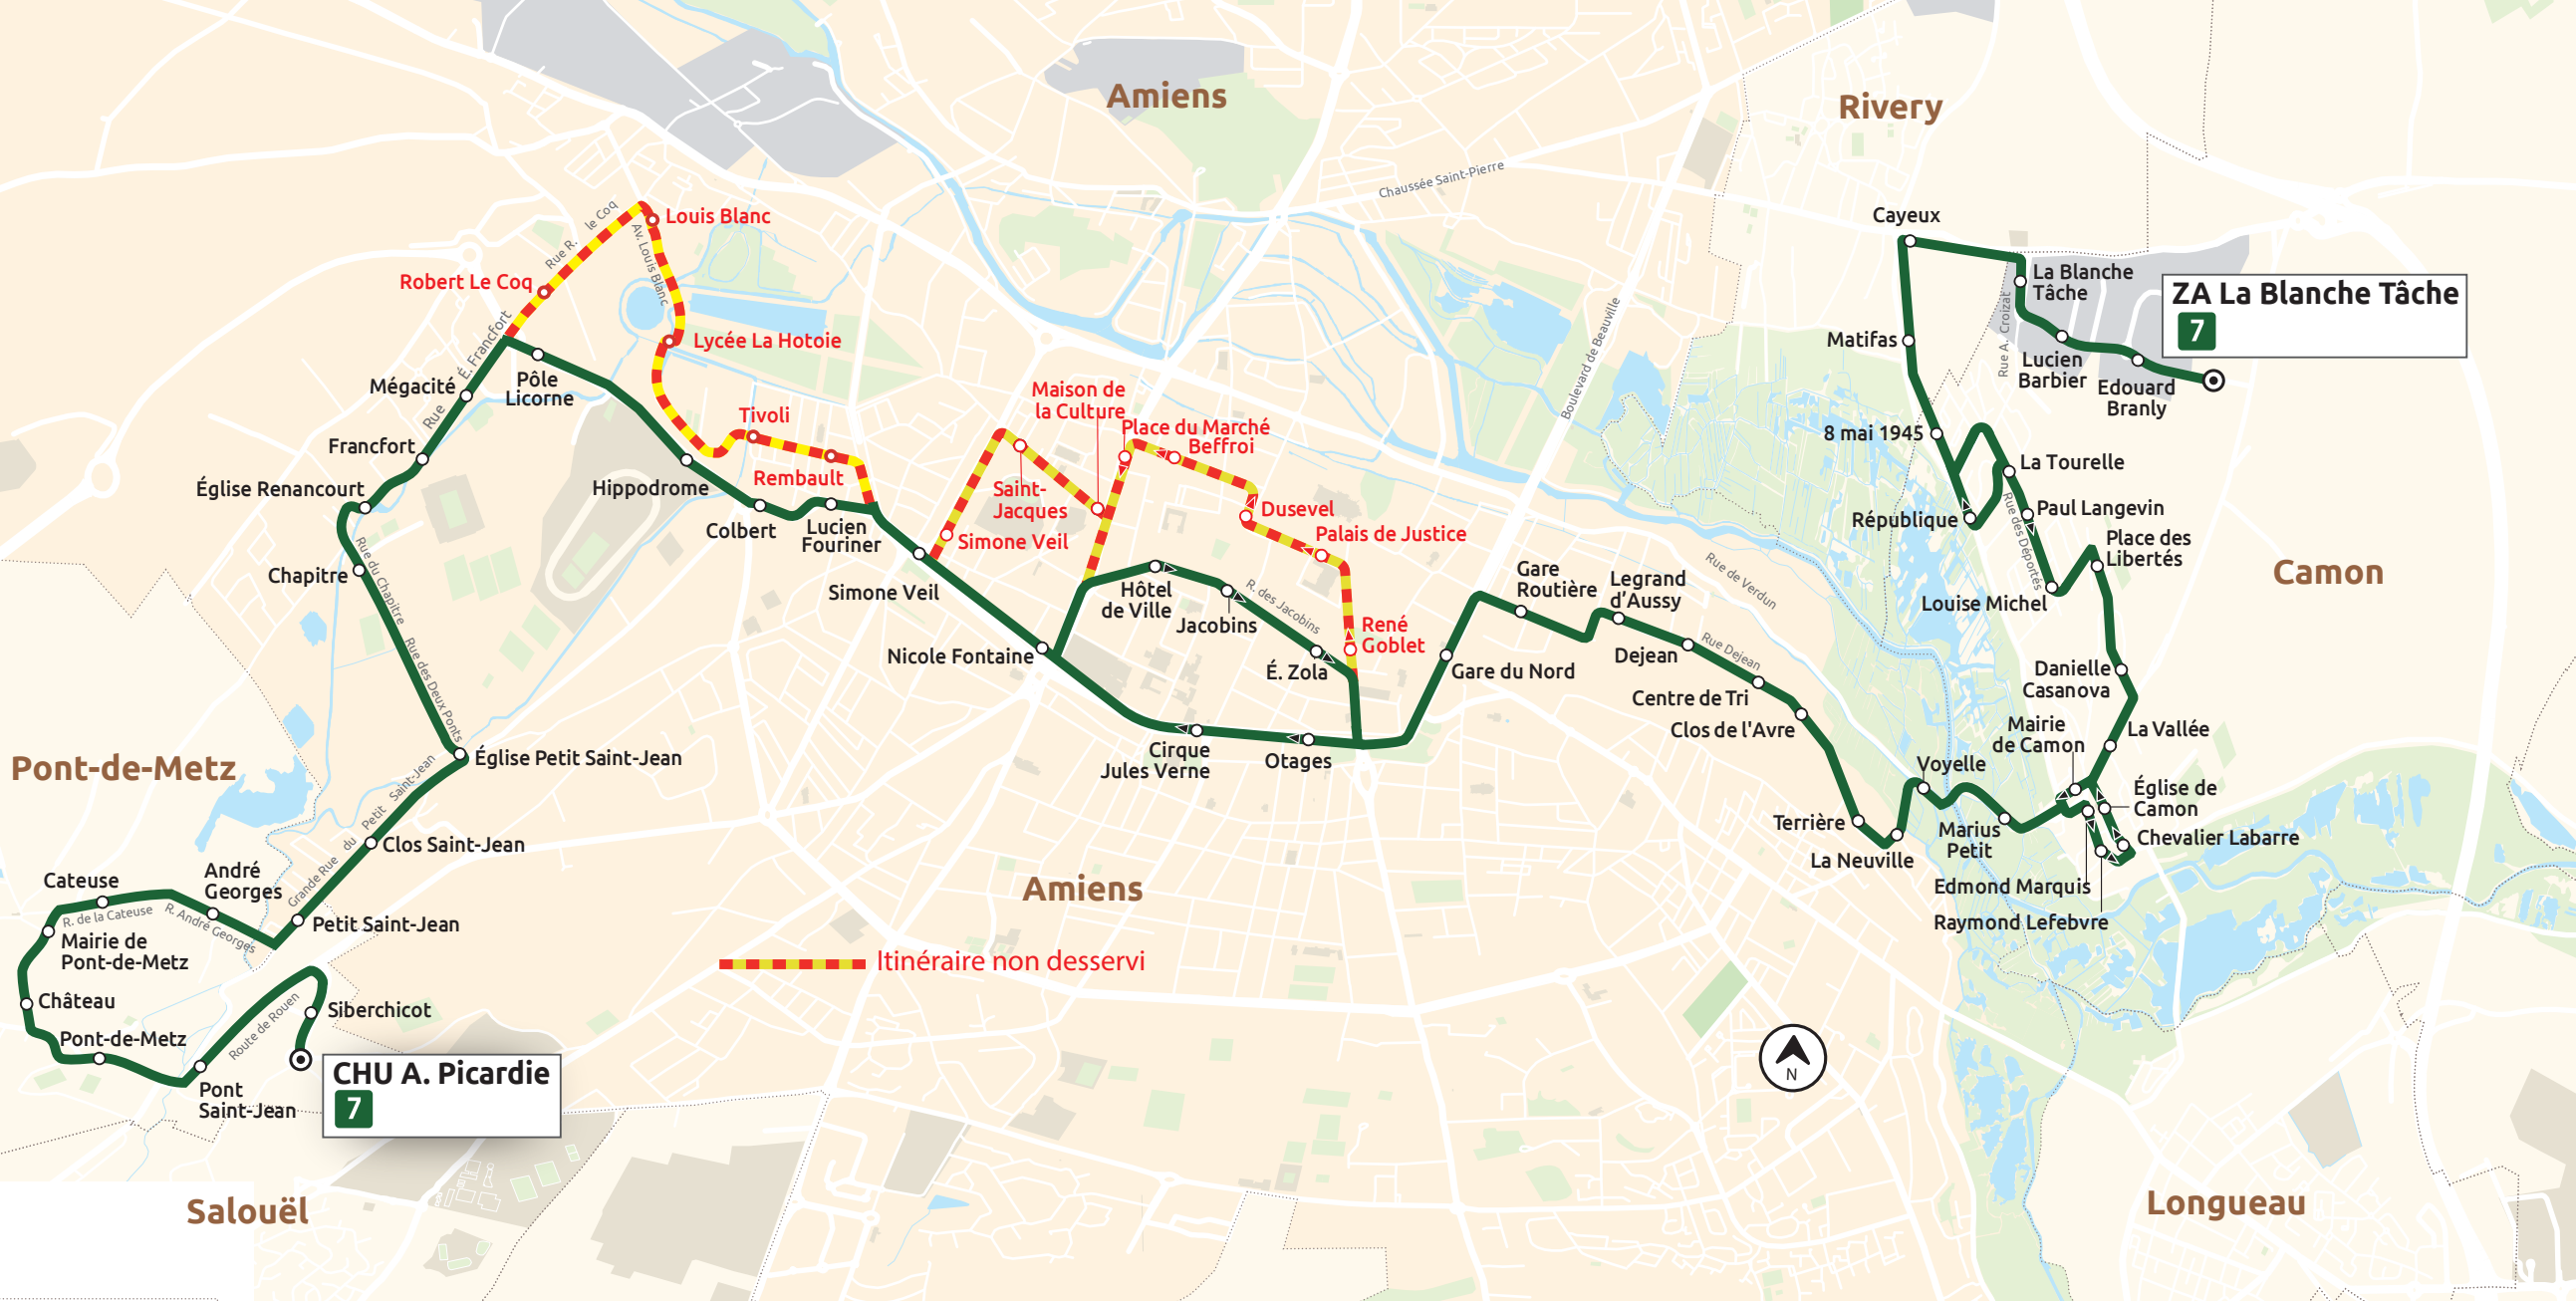 Amiens
Rivery
Chaussée Saint-Pierre
Cayeux
La Blanche
Tâche
ZA La Blanche Tâche
7
Rue A. Croizat
Lucien
Barbier
Edouard
Branly
Matifas
8 mai 1945
La Tourelle
République
Paul Langevin
Rue des Déportés
Place des
Libertés
Louise Michel
Camon
Danielle
Casanova
Mairie
de Camon
La Vallée
Voyelle
Église de
Camon
Chevalier Labarre
Marius
Petit
Edmond Marquis
Raymond Lefebvre
Terrière
La Neuville
Clos de l'Avre
Centre de Tri
Rue Dejean
Dejean
Legrand
d'Aussy
Gare
Routière
Rue de Verdun
Boulevard de Beauville
Gare du Nord
Louis Blanc
Rue R. le Coq
Av. Louis Blanc
Robert Le Coq
Lycée La Hotoie
Tivoli
Rembault
Maison de
la Culture
Place du Marché
Beffroi
Saint-
Jacques
Simone Veil
Dusevel
Palais de Justice
René
Goblet
Hôtel
de Ville
Jacobins
R. des Jacobins
É. Zola
Otages
Cirque
Jules Verne
Nicole Fontaine
Simone Veil
Lucien
Fouriner
Colbert
Hippodrome
Pôle
Licorne
Rue É. Francfort
Mégacité
Francfort
Église Renancourt
Chapitre
Rue du Chapitre
Rue des Deux Ponts
Église Petit Saint-Jean
Pont-de-Metz
Grande Rue du Petit Saint-Jean
Clos Saint-Jean
Petit Saint-Jean
André
Georges
R. André Georges
Cateuse
R. de la Cateuse
Mairie de
Pont-de-Metz
Château
Pont-de-Metz
Pont
Saint-Jean
Route de Rouen
Siberchicot
CHU A. Picardie
7
Amiens
Itinéraire non desservi
N
Salouël
Longueau